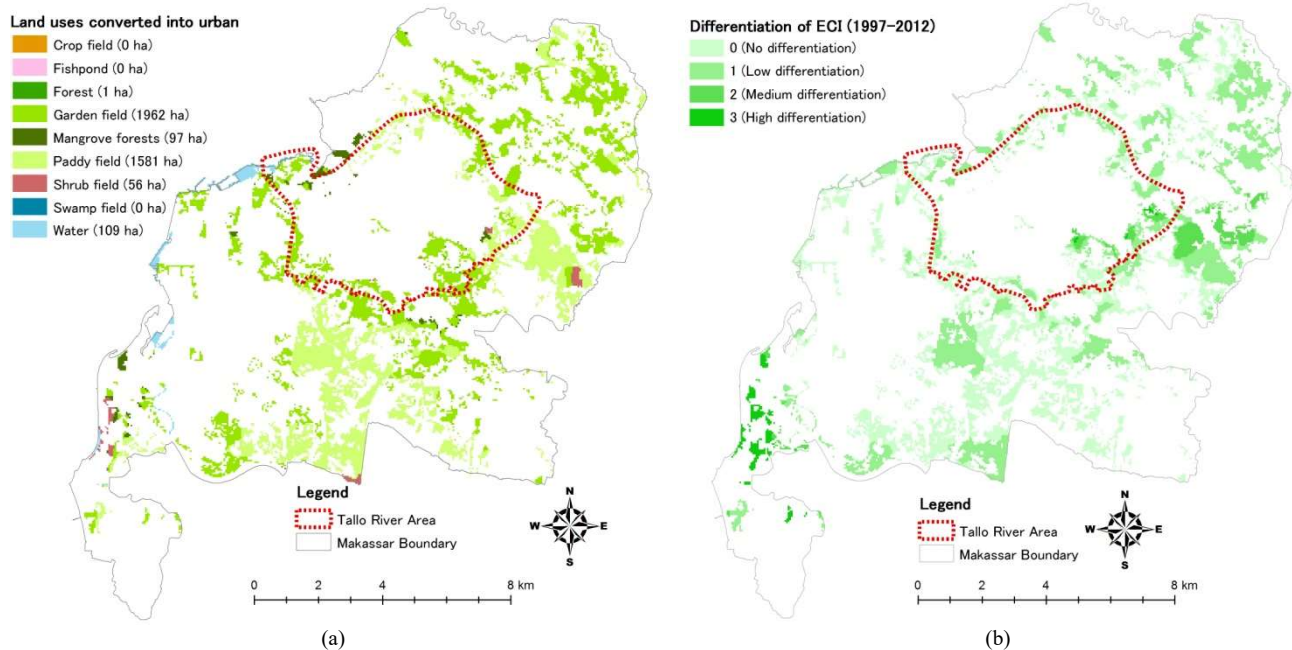 Land uses converted into urban
Crop field (0 ha)
Fishpond (0 ha)
Forest (1 ha)
Garden field (1962 ha)
Mangrove forests (97 ha)
Paddy field (1581 ha)
Shrub field (56 ha)
Swamp field (0 ha)
Water (109 ha)
Legend
Tallo River Area
Makassar Boundary
N
W E
S
0 2 4 8 km
(a)
Differentiation of ECI (1997-2012)
0 (No differentiation)
1 (Low differentiation)
2 (Medium differentiation)
3 (High differentiation)
Legend
Tallo River Area
Makassar Boundary
N
W E
S
0 2 4 8 km
(b)